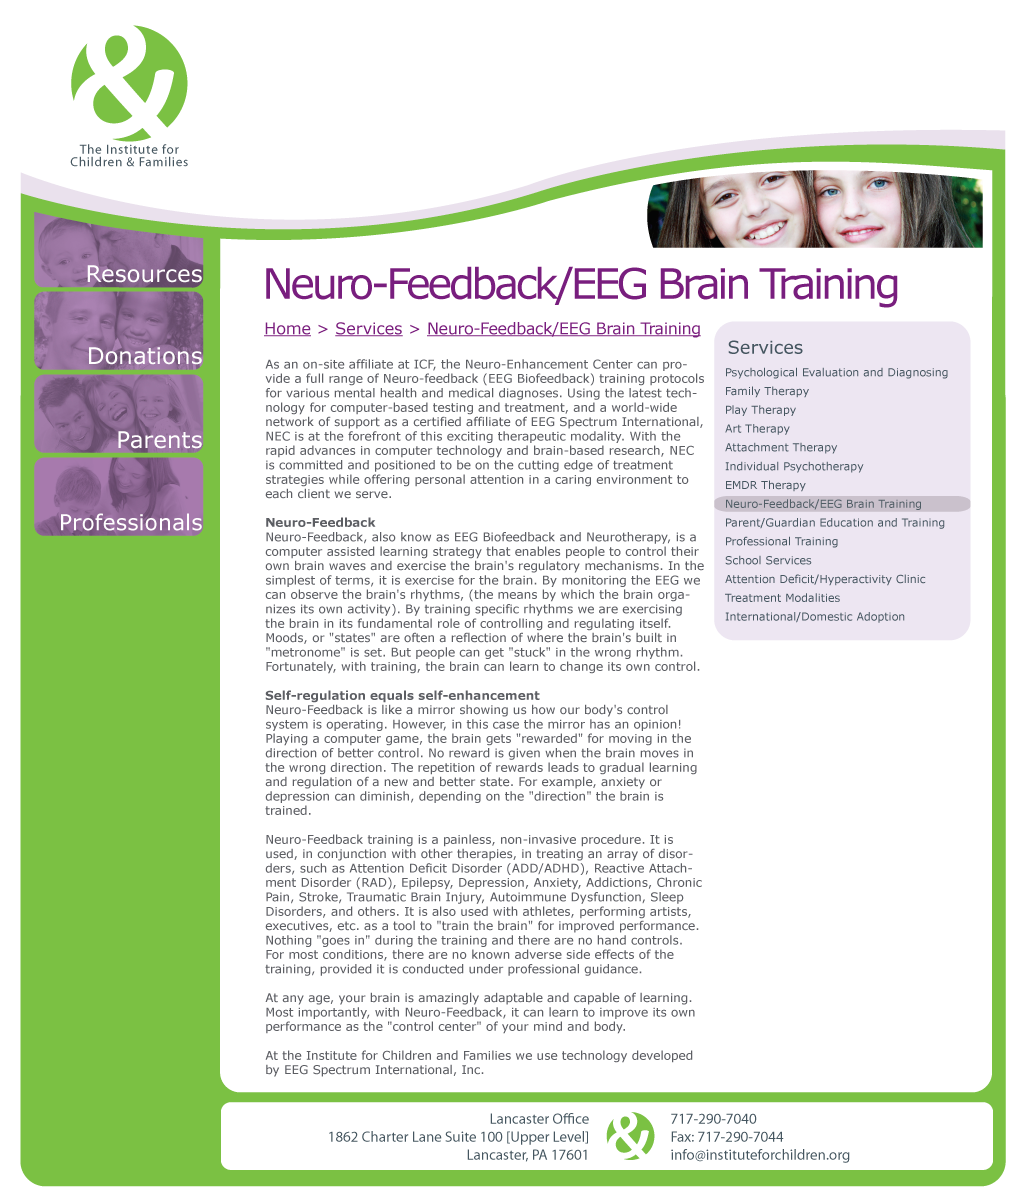 The Institute for
Children & Families
Resources
Donations
Parents
Professionals
Neuro-Feedback/EEG Brain Training
Home > Services > Neuro-Feedback/EEG Brain Training
As an on-site affiliate at ICF, the Neuro-Enhancement Center can pro-
vide a full range of Neuro-feedback (EEG Biofeedback) training protocols
for various mental health and medical diagnoses. Using the latest tech-
nology for computer-based testing and treatment, and a world-wide
network of support as a certified affiliate of EEG Spectrum International,
NEC is at the forefront of this exciting therapeutic modality. With the
rapid advances in computer technology and brain-based research, NEC
is committed and positioned to be on the cutting edge of treatment
strategies while offering personal attention in a caring environment to
each client we serve.
Neuro-Feedback
Neuro-Feedback, also know as EEG Biofeedback and Neurotherapy, is a
computer assisted learning strategy that enables people to control their
own brain waves and exercise the brain's regulatory mechanisms. In the
simplest of terms, it is exercise for the brain. By monitoring the EEG we
can observe the brain's rhythms, (the means by which the brain orga-
nizes its own activity). By training specific rhythms we are exercising
the brain in its fundamental role of controlling and regulating itself.
Moods, or "states" are often a reflection of where the brain's built in
"metronome" is set. But people can get "stuck" in the wrong rhythm.
Fortunately, with training, the brain can learn to change its own control.
Self-regulation equals self-enhancement
Neuro-Feedback is like a mirror showing us how our body's control
system is operating. However, in this case the mirror has an opinion!
Playing a computer game, the brain gets "rewarded" for moving in the
direction of better control. No reward is given when the brain moves in
the wrong direction. The repetition of rewards leads to gradual learning
and regulation of a new and better state. For example, anxiety or
depression can diminish, depending on the "direction" the brain is
trained.
Neuro-Feedback training is a painless, non-invasive procedure. It is
used, in conjunction with other therapies, in treating an array of disor-
ders, such as Attention Deficit Disorder (ADD/ADHD), Reactive Attach-
ment Disorder (RAD), Epilepsy, Depression, Anxiety, Addictions, Chronic
Pain, Stroke, Traumatic Brain Injury, Autoimmune Dysfunction, Sleep
Disorders, and others. It is also used with athletes, performing artists,
executives, etc. as a tool to "train the brain" for improved performance.
Nothing "goes in" during the training and there are no hand controls.
For most conditions, there are no known adverse side effects of the
training, provided it is conducted under professional guidance.
At any age, your brain is amazingly adaptable and capable of learning.
Most importantly, with Neuro-Feedback, it can learn to improve its own
performance as the "control center" of your mind and body.
At the Institute for Children and Families we use technology developed
by EEG Spectrum International, Inc.
Services
Psychological Evaluation and Diagnosing
Family Therapy
Play Therapy
Art Therapy
Attachment Therapy
Individual Psychotherapy
EMDR Therapy
Neuro-Feedback/EEG Brain Training
Parent/Guardian Education and Training
Professional Training
School Services
Attention Deficit/Hyperactivity Clinic
Treatment Modalities
International/Domestic Adoption
Lancaster Office
1862 Charter Lane Suite 100 [Upper Level]
Lancaster, PA 17601
&
717-290-7040
Fax: 717-290-7044
info@instituteforchildren.org